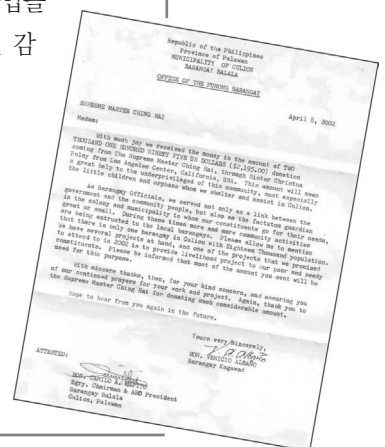 업을
감
Republic of the Philippines
Province of Palawan
MUNICIPALITY OF CULION
BARANGAY BALALA
OFFICE OF THE PUNONG BARANGAY
April 8, 2002
SUPREME MASTER CHING HAI
Madam:
With much joy we received the money in the amount of TWO
THOUSAND ONE HUNDRED NINETY FIVE US DOLLARS ($2,195.00) donation
coming from The Supreme Master Ching Hai, through Sister Christos
from Los Angeles Center, California, USA. This amount will mean
a great help to the underprivileged of this community, most especially
the little children and orphans whom we shelter and assist in Culion.
As Barangay Officials, we served not only as a link between the
government and the community people, but also as the factotum guardian
in the colony and municipality to whom our constituents run for their needs,
great or small. During these times more and more community activities
are being entrusted to the local barangays. Please allow me to mention
that there is only one barangay in Culion with Eighteen Thousand population.
We have several projects at hand, and one of the projects that we promised
to attend to in 2002 is to provide livelihood project to our poor and needy
constituents. Please be informed that most of the amount you sent will be
used for this purpose.
With sincere thanks, then, for your kind concern, and assuring you
of our continued prayers for your work and project. Again, thank you to
the Supreme Master Ching Hai for donating such considerable amount.
Hope to hear from you again in the future.
Yours very sincerely,
HON. VENICIO ALBANO
Barangay Kagawad
ATTESTED:
HON. CAMILO A.
Bgry. Chairman & ABC President
Barangay Balala
Culion, Palawan